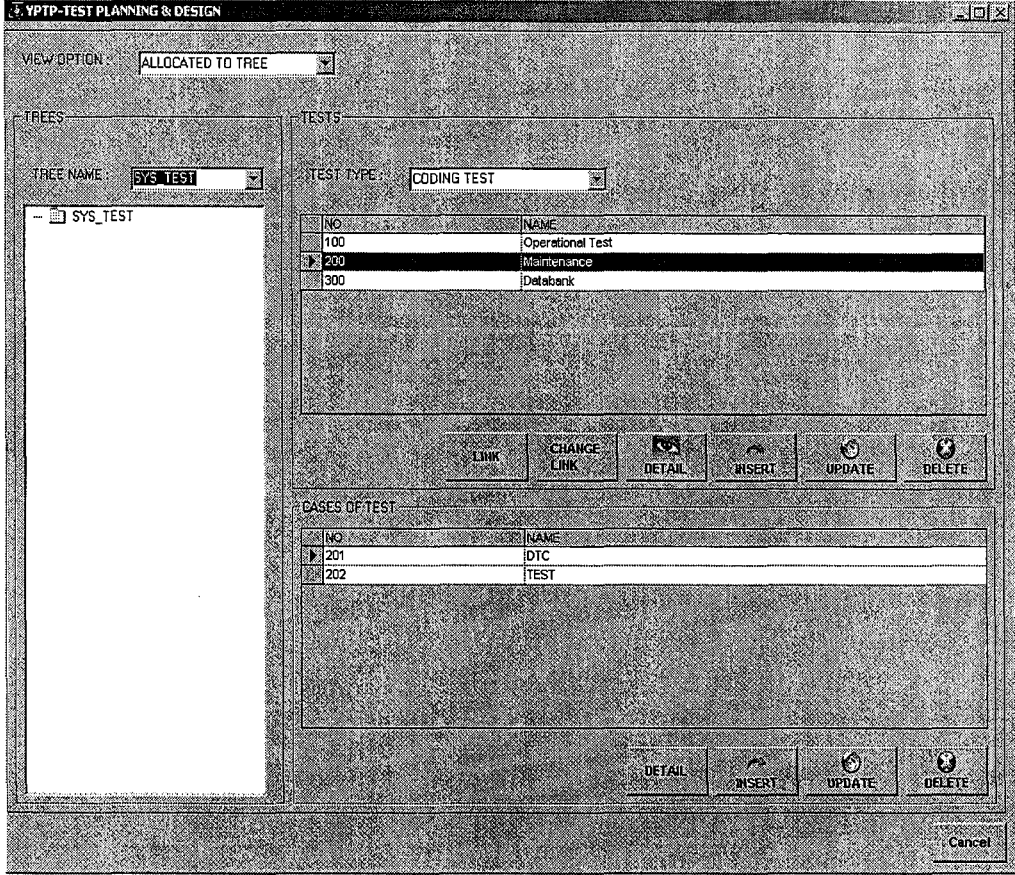 YPTP-TEST PLANNING & DESIGN
VIEW OPTION : ALLOCATED TO TREE
TREES
TREE NAME : SYS_TEST
SYS_TEST
TESTS
TEST TYPE : CODING TEST
NO NAME
100 Operational Test
200 Maintenance
300 Databank
LINK CHANGE LINK DETAIL INSERT UPDATE DELETE
CASES OF TEST
NO NAME
201 DTC
202 TEST
DETAIL INSERT UPDATE DELETE
Cancel